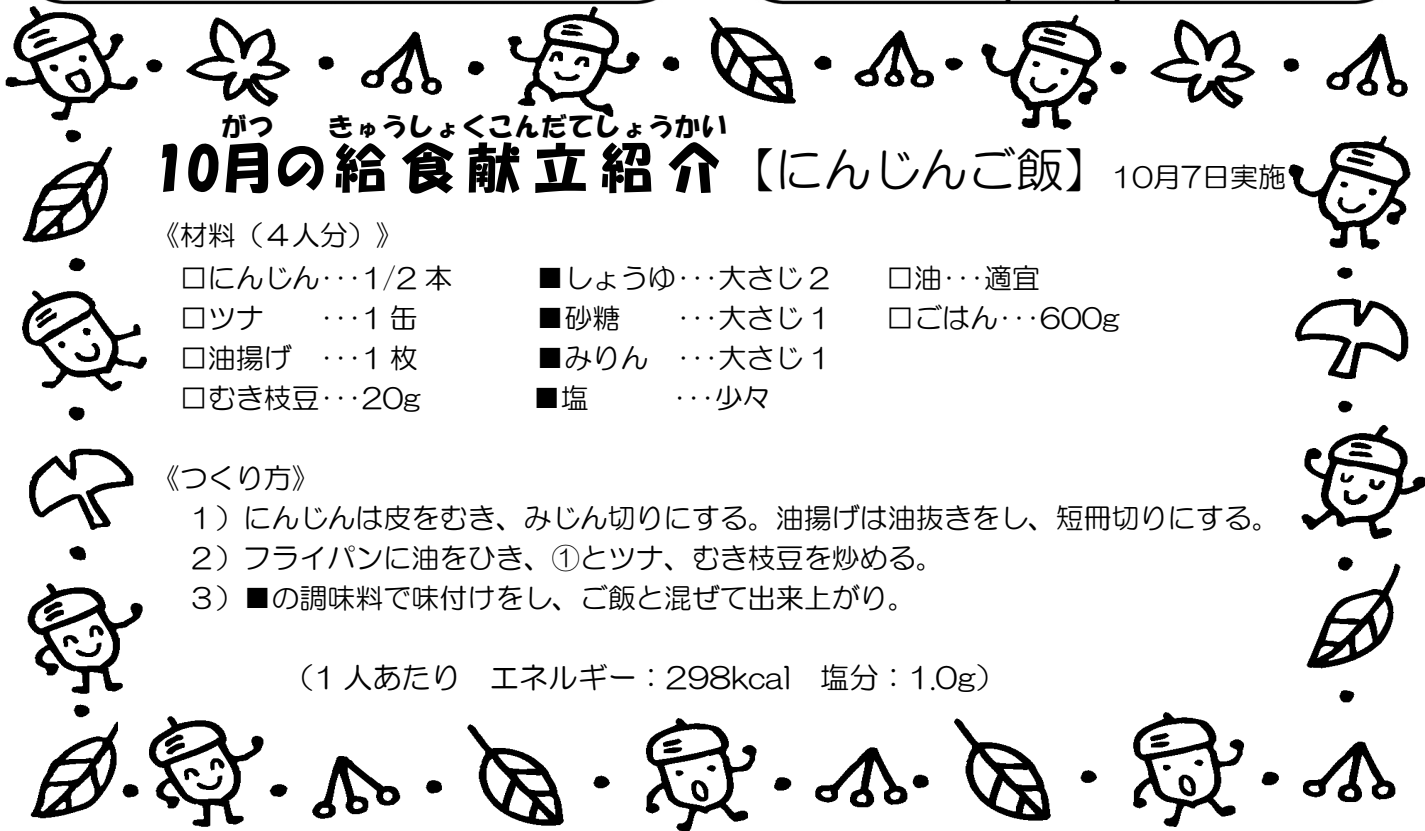 がつ きゅうしょくこんだてしょうかい
10月の給食献立紹介【にんじんご飯】10月7日実施
《材料(4人分)》
□にんじん･･･1/2本 ■しょうゆ･･･大さじ2 □油･･･適宜
□ツナ ･･･1缶 ■砂糖 ･･･大さじ1 □ごはん･･･600g
□油揚げ ･･･1枚 ■みりん ･･･大さじ1
□むき枝豆･･･20g ■塩 ･･･少々
《つくり方》
1)にんじんは皮をむき、みじん切りにする。油揚げは油抜きをし、短冊切りにする。
2)フライパンに油をひき、①とツナ、むき枝豆を炒める。
3)■の調味料で味付けをし、ご飯と混ぜて出来上がり。
(1人あたり エネルギー:298kcal 塩分:1.0g)